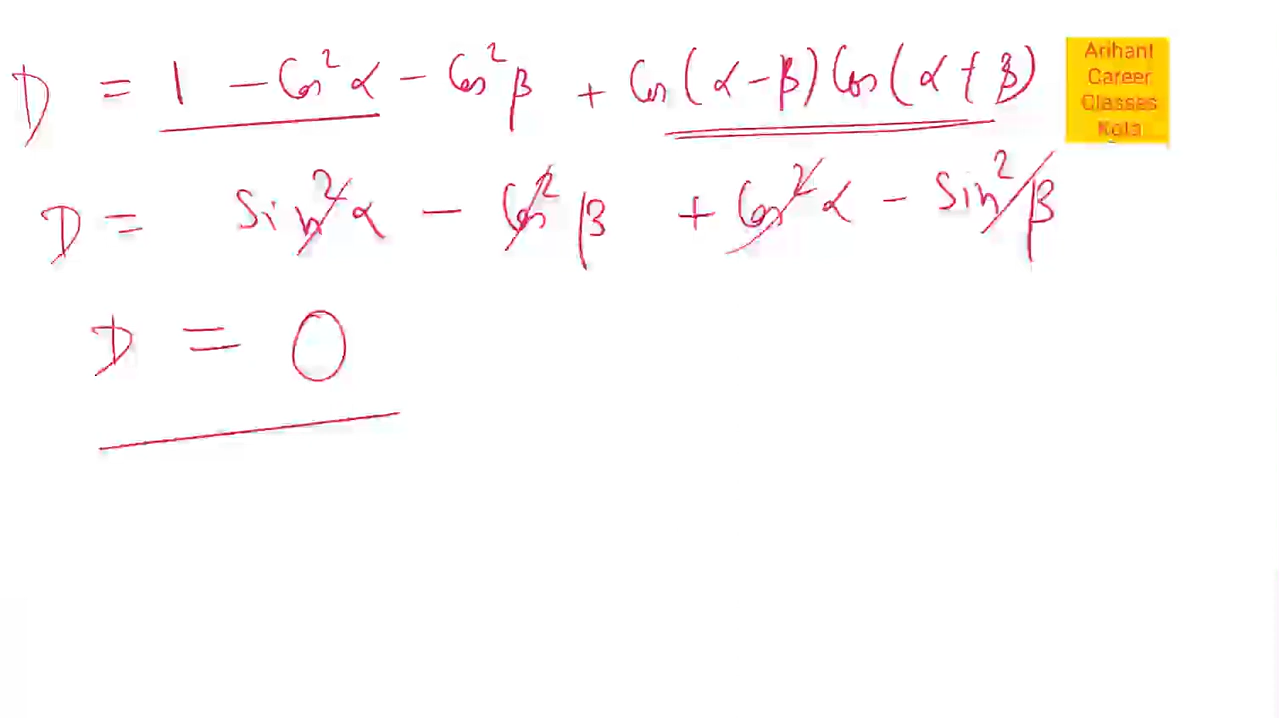 D = 1 - Cos²α - Cos²β + Cos(α-β)Cos(α+β)
Arihant
Career
Classes
Kota
D = Sin²α - Cos²β + Cos²α - Sin²β
D = 0